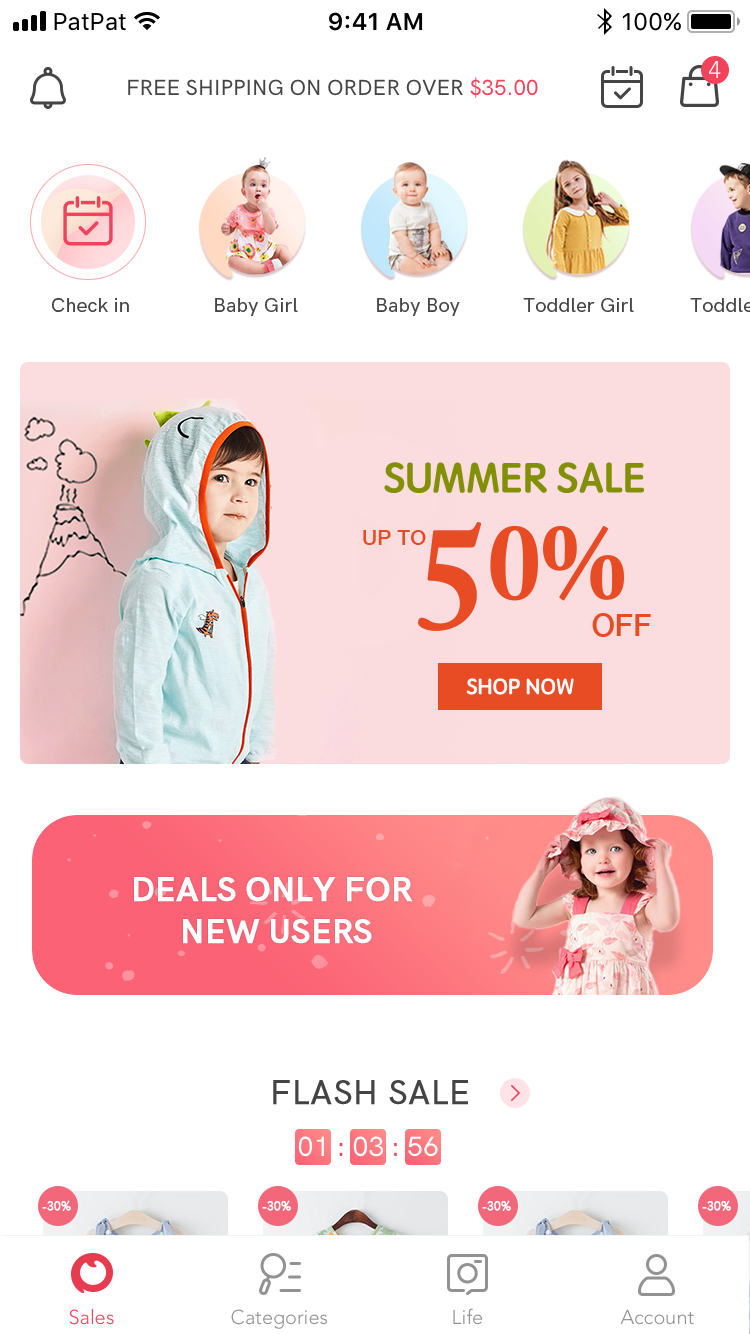 PatPat 9:41 AM 100%
FREE SHIPPING ON ORDER OVER $35.00
4
Check in Baby Girl Baby Boy Toddler Girl Toddle
SUMMER SALE
UP TO 50%
OFF
SHOP NOW
DEALS ONLY FOR
NEW USERS
FLASH SALE
01 : 03 : 56
-30% -30% -30% -30%
Sales Categories Life Account